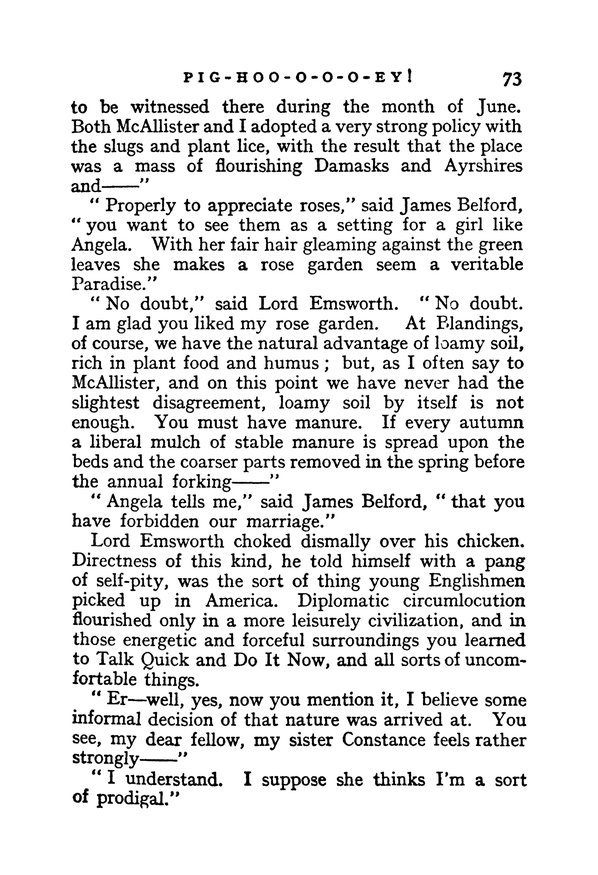 PIG-HOO-O-O-O-EY! 73
to be witnessed there during the month of June.
Both McAllister and I adopted a very strong policy with
the slugs and plant lice, with the result that the place
was a mass of flourishing Damasks and Ayrshires
and——”
“ Properly to appreciate roses,” said James Belford,
“ you want to see them as a setting for a girl like
Angela. With her fair hair gleaming against the green
leaves she makes a rose garden seem a veritable
Paradise.”
“ No doubt,” said Lord Emsworth. “ No doubt.
I am glad you liked my rose garden. At Blandings,
of course, we have the natural advantage of loamy soil,
rich in plant food and humus ; but, as I often say to
McAllister, and on this point we have never had the
slightest disagreement, loamy soil by itself is not
enough. You must have manure. If every autumn
a liberal mulch of stable manure is spread upon the
beds and the coarser parts removed in the spring before
the annual forking——”
“ Angela tells me,” said James Belford, “ that you
have forbidden our marriage.”
Lord Emsworth choked dismally over his chicken.
Directness of this kind, he told himself with a pang
of self-pity, was the sort of thing young Englishmen
picked up in America. Diplomatic circumlocution
flourished only in a more leisurely civilization, and in
those energetic and forceful surroundings you learned
to Talk Quick and Do It Now, and all sorts of uncom-
fortable things.
“ Er—well, yes, now you mention it, I believe some
informal decision of that nature was arrived at. You
see, my dear fellow, my sister Constance feels rather
strongly——”
“ I understand. I suppose she thinks I'm a sort
of prodigal.”